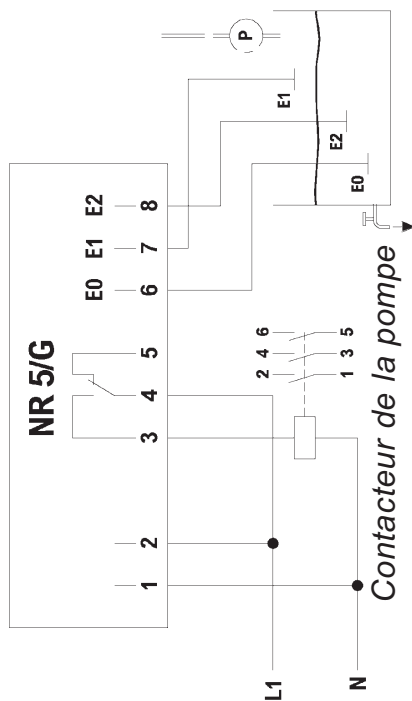 NR 5/G
E0 E1 E2
1 2 3 4 5 6 7 8
P
2 4 6
L1
E1
E2
1 3 5
N
E0
Contacteur de la pompe